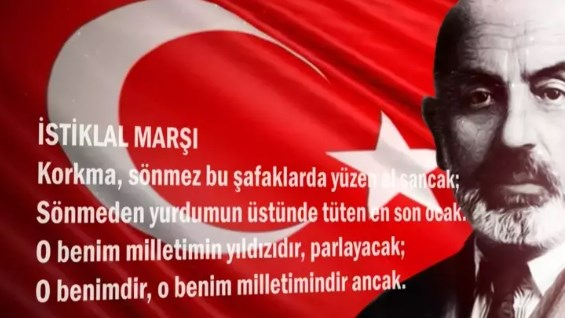 İSTİKLAL MARŞI
Korkma, sönmez bu şafaklarda yüzen al sancak;
Sönmeden yurdumun üstünde tüten en son ocak.
O benim milletimin yıldızıdır, parlayacak;
O benimdir, o benim milletimindir ancak.